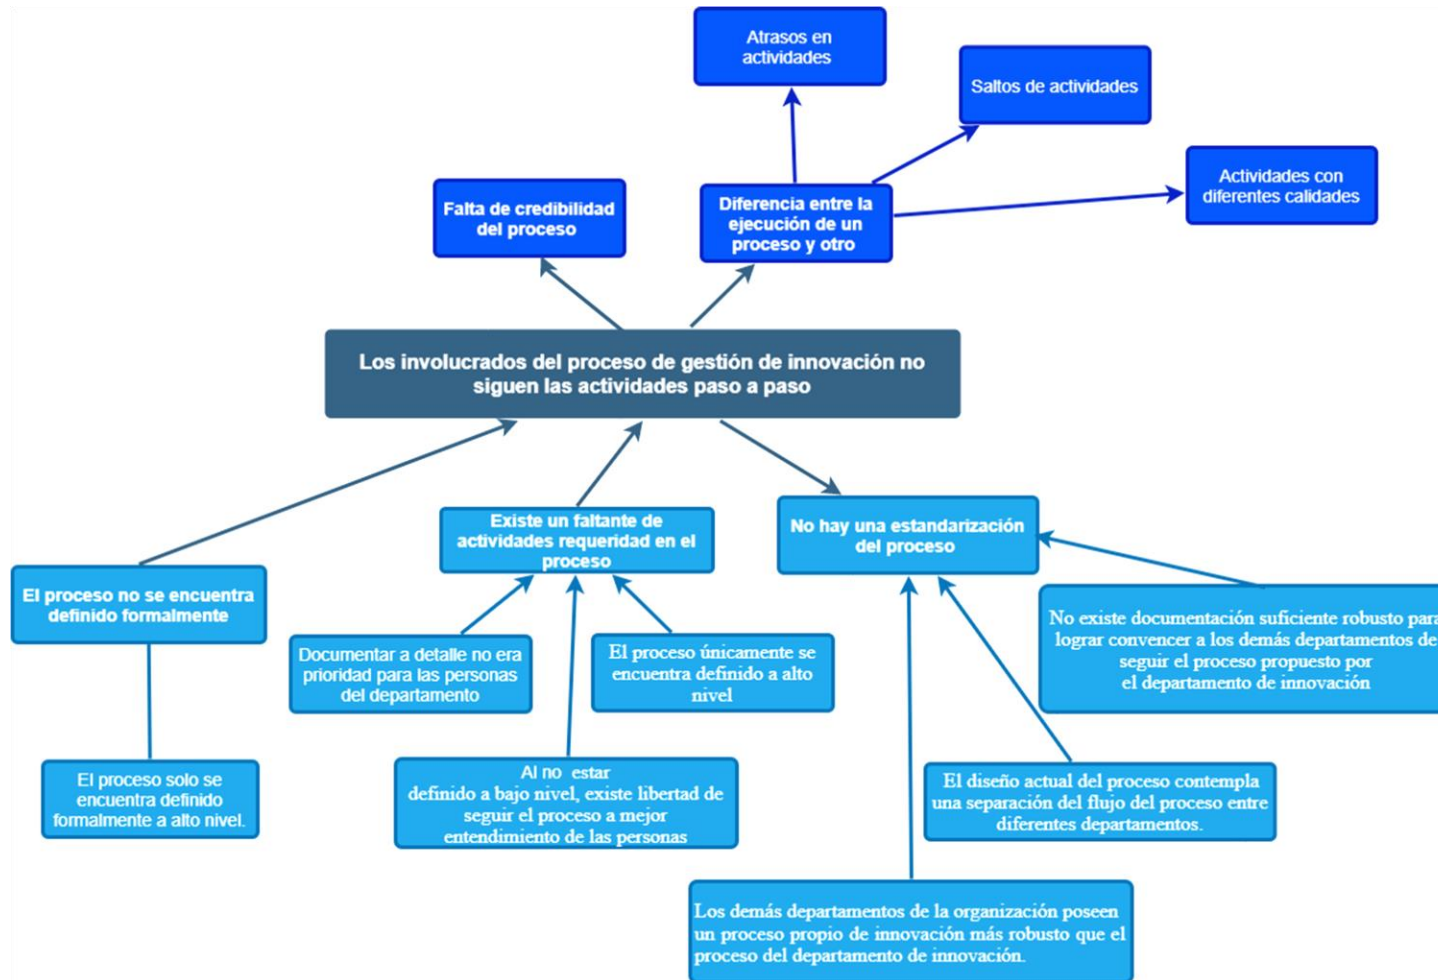 Atrasos en
actividades
Saltos de actividades
Actividades con
diferentes calidades
Falta de credibilidad
del proceso
Diferencia entre la
ejecución de un
proceso y otro
Los involucrados del proceso de gestión de innovación no
siguen las actividades paso a paso
Existe un faltante de
actividades requeridad en el
proceso
No hay una estandarización
del proceso
El proceso no se encuentra
definido formalmente
Documentar a detalle no era
prioridad para las personas
del departamento
El proceso únicamente se
encuentra definido a alto
nivel
No existe documentación suficiente robusto para
lograr convencer a los demás departamentos de
seguir el proceso propuesto por
el departamento de innovación
El proceso solo se
encuentra definido
formalmente a alto nivel.
Al no estar
definido a bajo nivel, existe libertad de
seguir el proceso a mejor
entendimiento de las personas
El diseño actual del proceso contempla
una separación del flujo del proceso entre
diferentes departamentos.
Los demás departamentos de la organización poseen
un proceso propio de innovación más robusto que el
proceso del departamento de innovación.